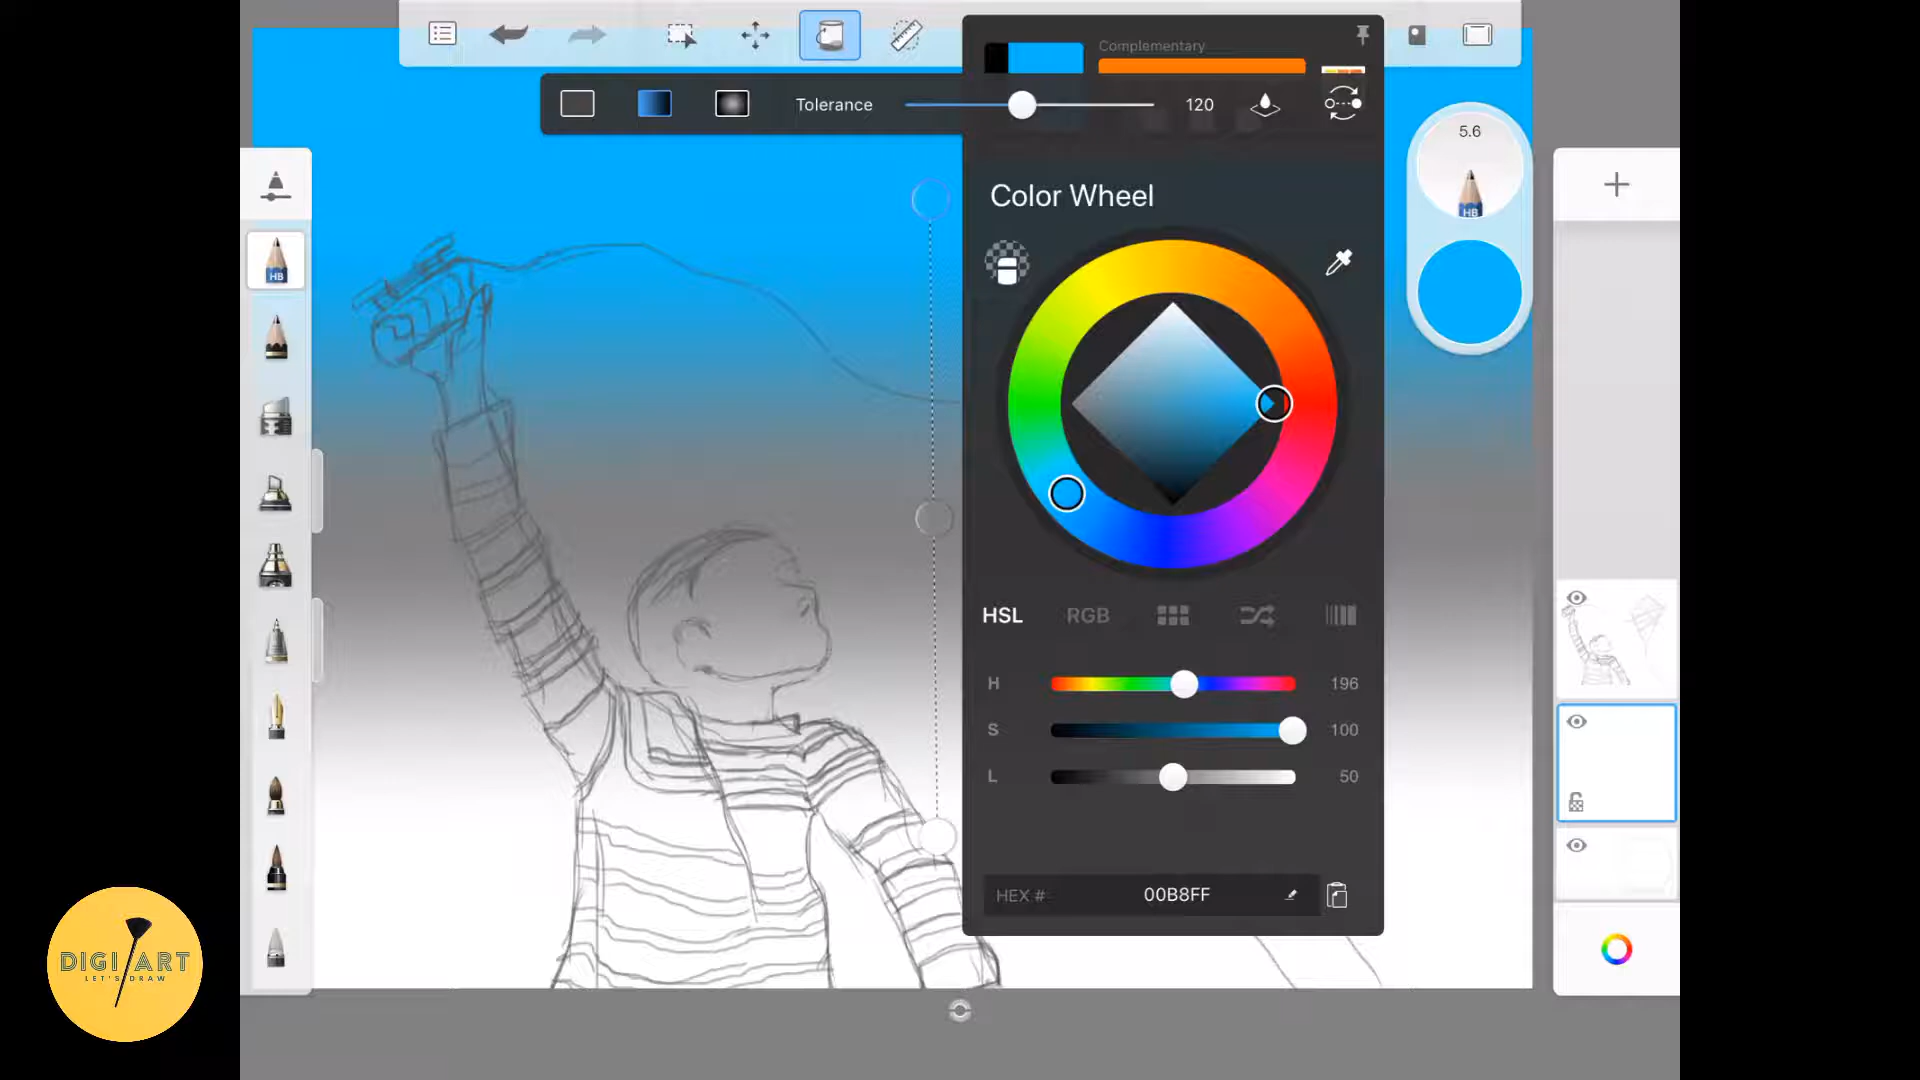 Complementary
Tolerance 120
5.6
HB
HB
Color Wheel
HSL RGB
H 196
S 100
L 50
HEX # 00B8FF
DIGI ART
LET'S DRAW